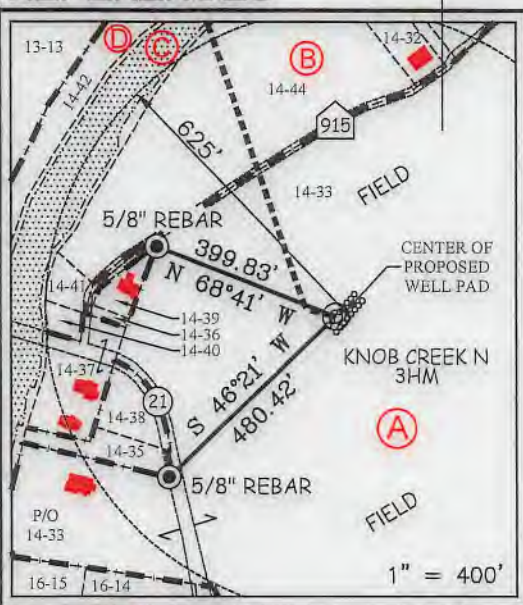 13-13
D
C
B
14-32
14-42
14-44
625'
915
14-33
FIELD
5/8" REBAR
399.83'
N 68°41' W
CENTER OF
PROPOSED
WELL PAD
14-41
14-39
14-36
14-40
KNOB CREEK N
3HM
14-37
S 46°21' W
480.42'
21
14-38
A
14-35
5/8" REBAR
FIELD
P/O
14-33
16-15
16-14
1" = 400'